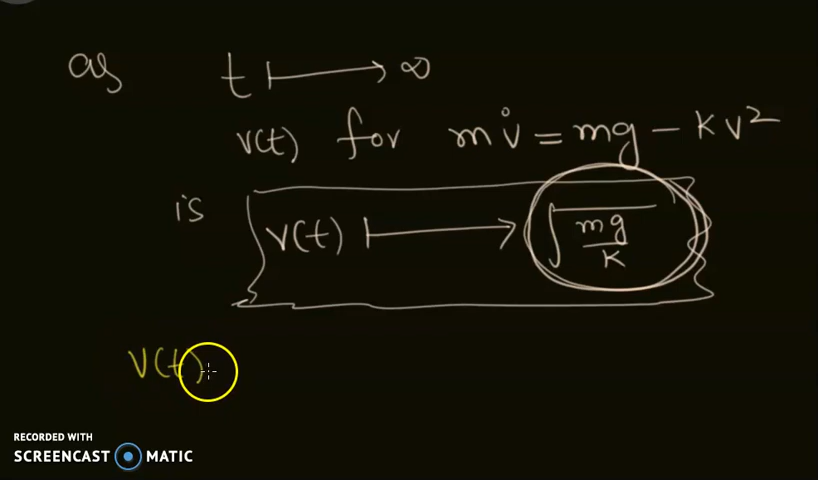 as t ↦ ∞
v(t) for mv̇ = mg − kv²
is v(t) ↦ √(mg/k)
v(t)
RECORDED WITH
SCREENCAST MATIC